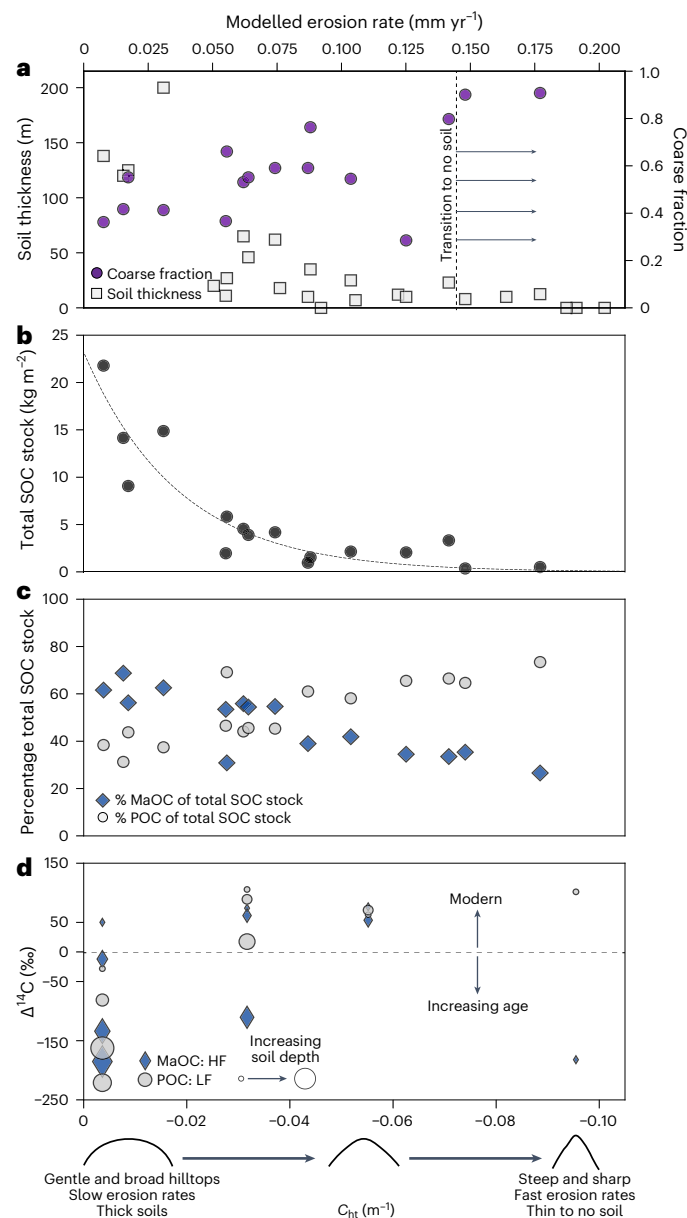 Modelled erosion rate (mm yr⁻¹)
0 0.025 0.050 0.075 0.100 0.125 0.150 0.175 0.200
a
Soil thickness (m)
200
150
100
50
0
Coarse fraction
Soil thickness
Transition to no soil
1.0
0.8
0.6
0.4
0.2
0
Coarse fraction
b
Total SOC stock (kg m⁻²)
25
20
15
10
5
0
c
Percentage total SOC stock
100
80
60
40
20
0
% MaOC of total SOC stock
% POC of total SOC stock
d
Δ¹⁴C (‰)
150
50
0
−50
−150
−250
Modern
Increasing age
MaOC: HF
POC: LF
Increasing
soil depth
0 −0.02 −0.04 −0.06 −0.08 −0.10
Gentle and broad hilltops
Slow erosion rates
Thick soils
C_ht (m⁻¹)
Steep and sharp
Fast erosion rates
Thin to no soil